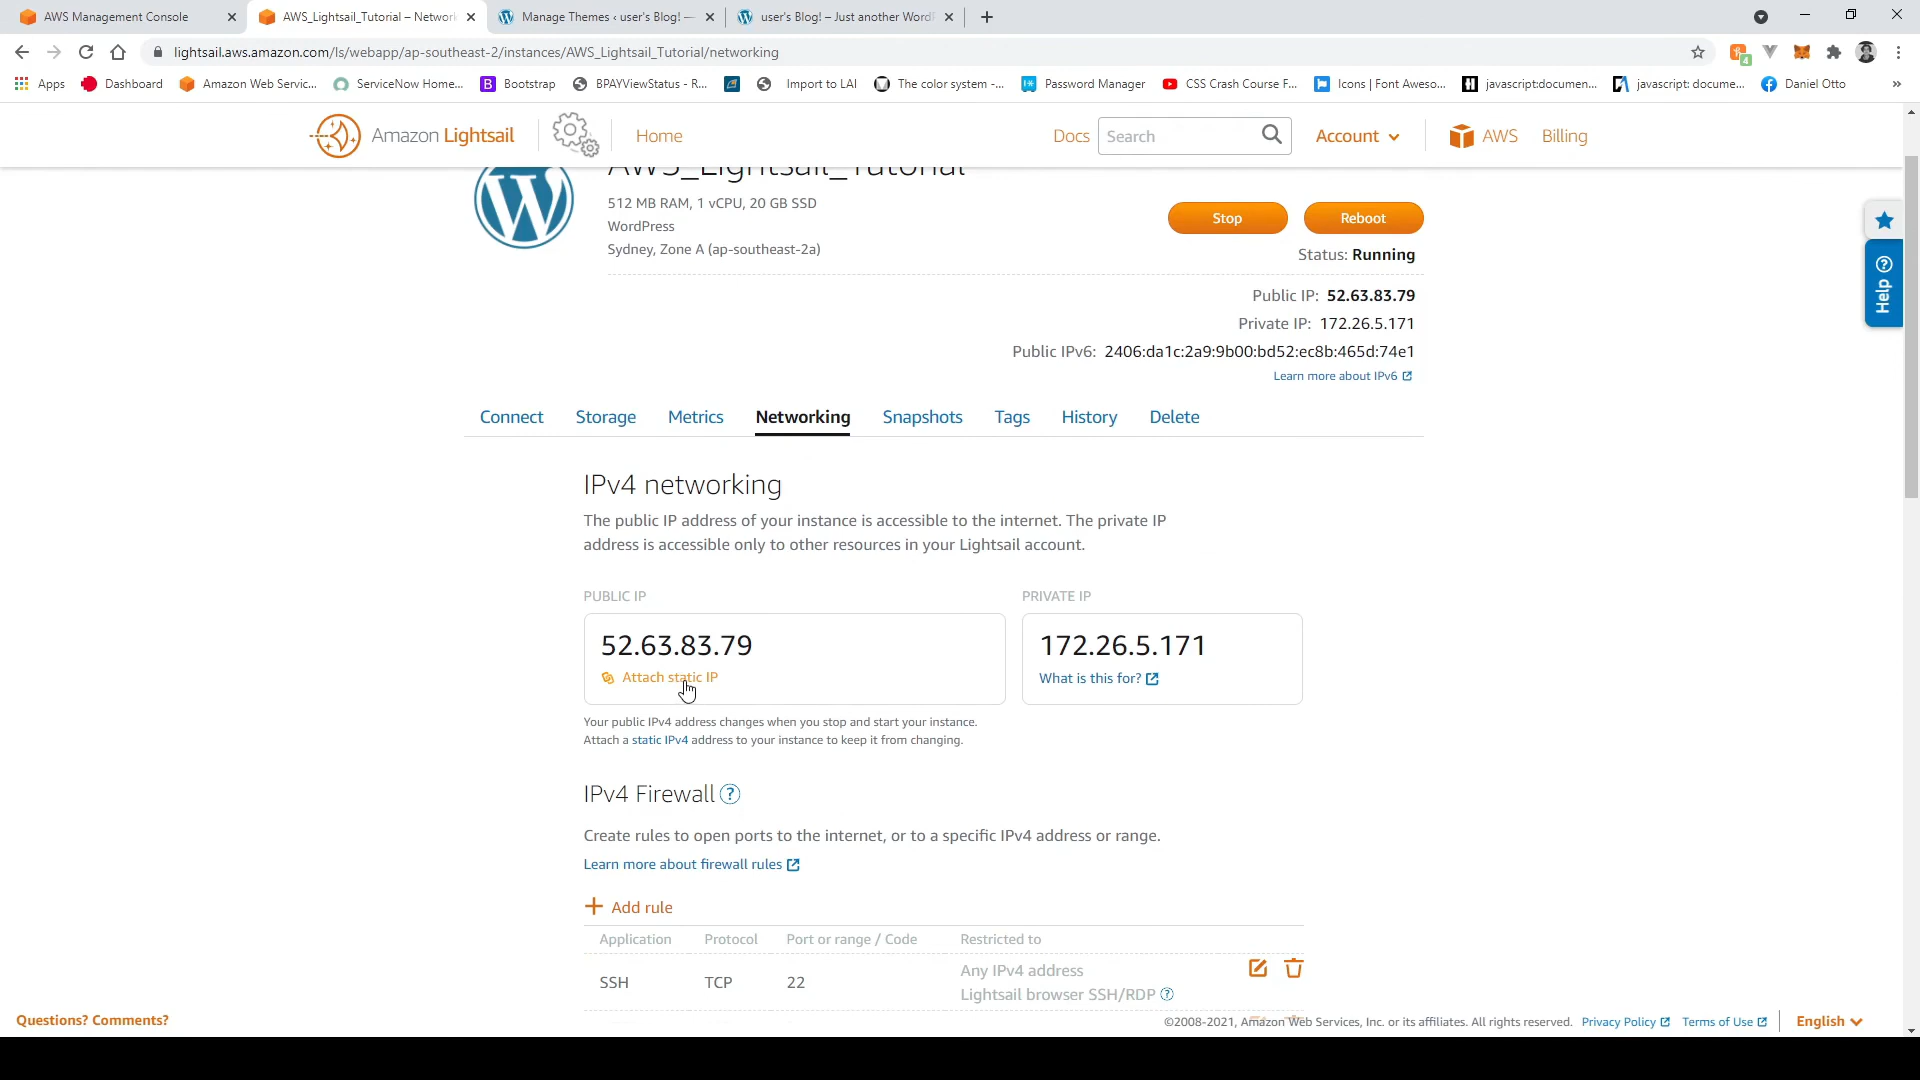 AWS Management Console
AWS_Lightsail_Tutorial – Network
Manage Themes ‹ user's Blog! —
user's Blog! – Just another WordP
lightsail.aws.amazon.com/ls/webapp/ap-southeast-2/instances/AWS_Lightsail_Tutorial/networking
4
Apps
Dashboard
Amazon Web Servic...
ServiceNow Home...
B
Bootstrap
BPAYViewStatus - R...
Import to LAI
The color system -...
Password Manager
CSS Crash Course F...
Icons | Font Aweso...
javascript:documen...
javascript: docume...
Daniel Otto
»
Amazon Lightsail
Home
Docs
Search
Account
AWS
Billing
AWS_Lightsail_Tutorial
512 MB RAM, 1 vCPU, 20 GB SSD
WordPress
Sydney, Zone A (ap-southeast-2a)
Stop
Reboot
Status: Running
Public IP: 52.63.83.79
Private IP: 172.26.5.171
Public IPv6: 2406:da1c:2a9:9b00:bd52:ec8b:465d:74e1
Learn more about IPv6
Help ?
Connect
Storage
Metrics
Networking
Snapshots
Tags
History
Delete
IPv4 networking
The public IP address of your instance is accessible to the internet. The private IP
address is accessible only to other resources in your Lightsail account.
PUBLIC IP
PRIVATE IP
52.63.83.79
172.26.5.171
Attach static IP
What is this for?
Your public IPv4 address changes when you stop and start your instance.
Attach a static IPv4 address to your instance to keep it from changing.
IPv4 Firewall ?
Create rules to open ports to the internet, or to a specific IPv4 address or range.
Learn more about firewall rules
+ Add rule
Application
Protocol
Port or range / Code
Restricted to
SSH
TCP
22
Any IPv4 address
Lightsail browser SSH/RDP ?
Questions? Comments?
©2008-2021, Amazon Web Services, Inc. or its affiliates. All rights reserved.
Privacy Policy
Terms of Use
English